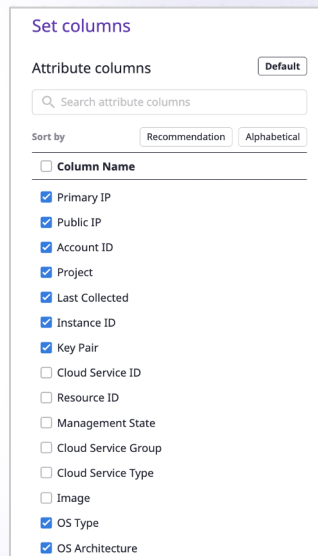 Set columns
Attribute columns
Default
Search attribute columns
Sort by
Recommendation
Alphabetical
Column Name
Primary IP
Public IP
Account ID
Project
Last Collected
Instance ID
Key Pair
Cloud Service ID
Resource ID
Management State
Cloud Service Group
Cloud Service Type
Image
OS Type
OS Architecture